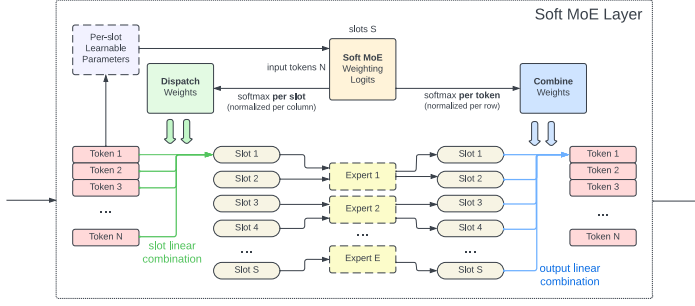 Soft MoE Layer
slots S
Per-slot
Learnable
Parameters
input tokens N
Soft MoE
Weighting
Logits
Dispatch
Weights
softmax per slot
(normalized per column)
softmax per token
(normalized per row)
Combine
Weights
Token 1
Token 2
Token 3
...
Token N
slot linear
combination
Slot 1
Slot 2
Slot 3
Slot 4
...
Slot S
Expert 1
Expert 2
...
Expert E
Slot 1
Slot 2
Slot 3
Slot 4
...
Slot S
output linear
combination
Token 1
Token 2
Token 3
...
Token N